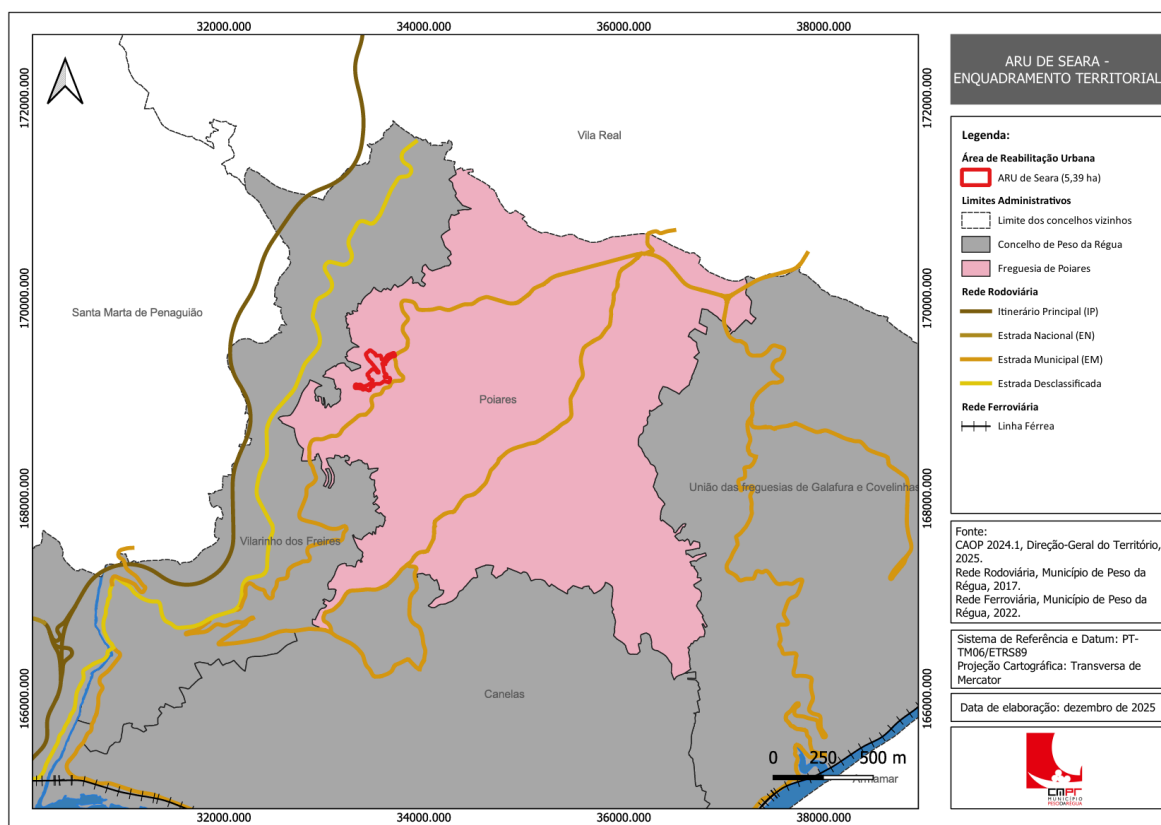 32000.000 34000.000 36000.000 38000.000
172000.000
170000.000
168000.000
166000.000
172000.000
170000.000
168000.000
166000.000
Vila Real
Santa Marta de Penaguião
Poiares
União das freguesias de Galafura e Covelinhas
Vilarinho dos Freires
Canelas
Armamar
0 250 500 m
32000.000 34000.000 36000.000 38000.000
ARU DE SEARA -
ENQUADRAMENTO TERRITORIAL
Legenda:
Área de Reabilitação Urbana
ARU de Seara (5,39 ha)
Limites Administrativos
Limite dos concelhos vizinhos
Concelho de Peso da Régua
Freguesia de Poiares
Rede Rodoviária
Itinerário Principal (IP)
Estrada Nacional (EN)
Estrada Municipal (EM)
Estrada Desclassificada
Rede Ferroviária
Linha Férrea
Fonte:
CAOP 2024.1, Direção-Geral do Território,
2025.
Rede Rodoviária, Município de Peso da
Régua, 2017.
Rede Ferroviária, Município de Peso da
Régua, 2022.
Sistema de Referência e Datum: PT-
TM06/ETRS89
Projeção Cartográfica: Transversa de
Mercator
Data de elaboração: dezembro de 2025
CMPR
MUNICÍPIO
PESO DA RÉGUA